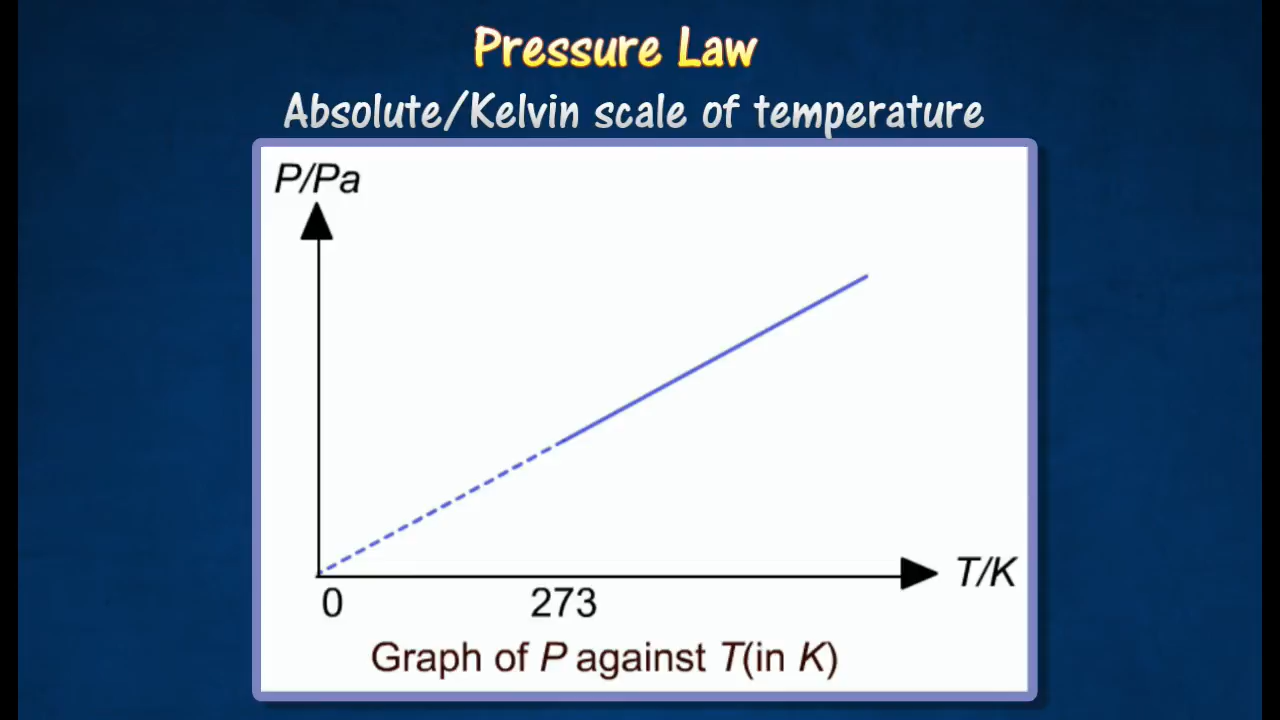 Pressure Law
Absolute/Kelvin scale of temperature
P/Pa
T/K
0
273
Graph of P against T(in K)